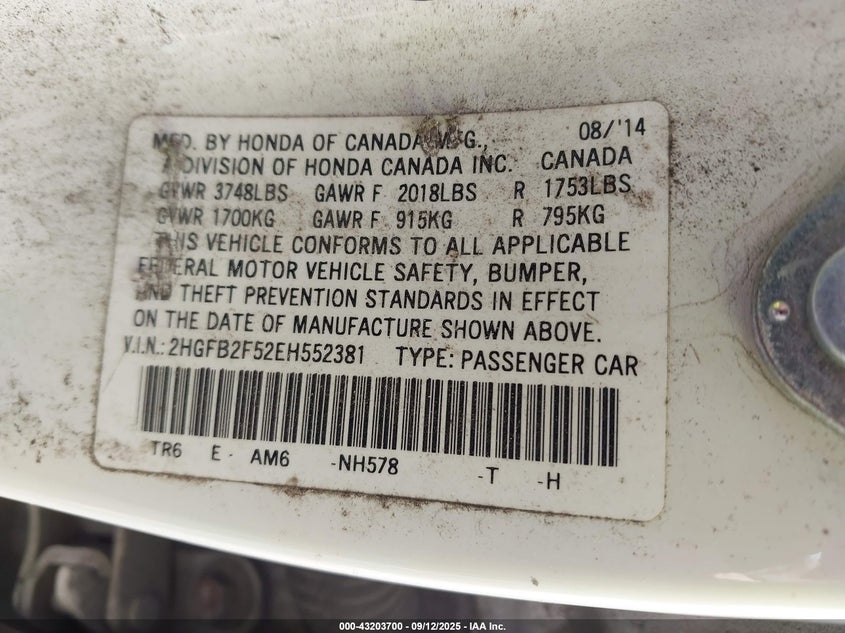 MFD. BY HONDA OF CANADA MFG., 08/'14
A DIVISION OF HONDA CANADA INC. CANADA
GVWR 3748LBS GAWR F 2018LBS R 1753LBS
GVWR 1700KG GAWR F 915KG R 795KG
THIS VEHICLE CONFORMS TO ALL APPLICABLE
FEDERAL MOTOR VEHICLE SAFETY, BUMPER,
AND THEFT PREVENTION STANDARDS IN EFFECT
ON THE DATE OF MANUFACTURE SHOWN ABOVE.
V.I.N.: 2HGFB2F52EH552381 TYPE: PASSENGER CAR
TR6 E - AM6 -NH578 -T -H
000-43203700 - 09/12/2025 - IAA Inc.